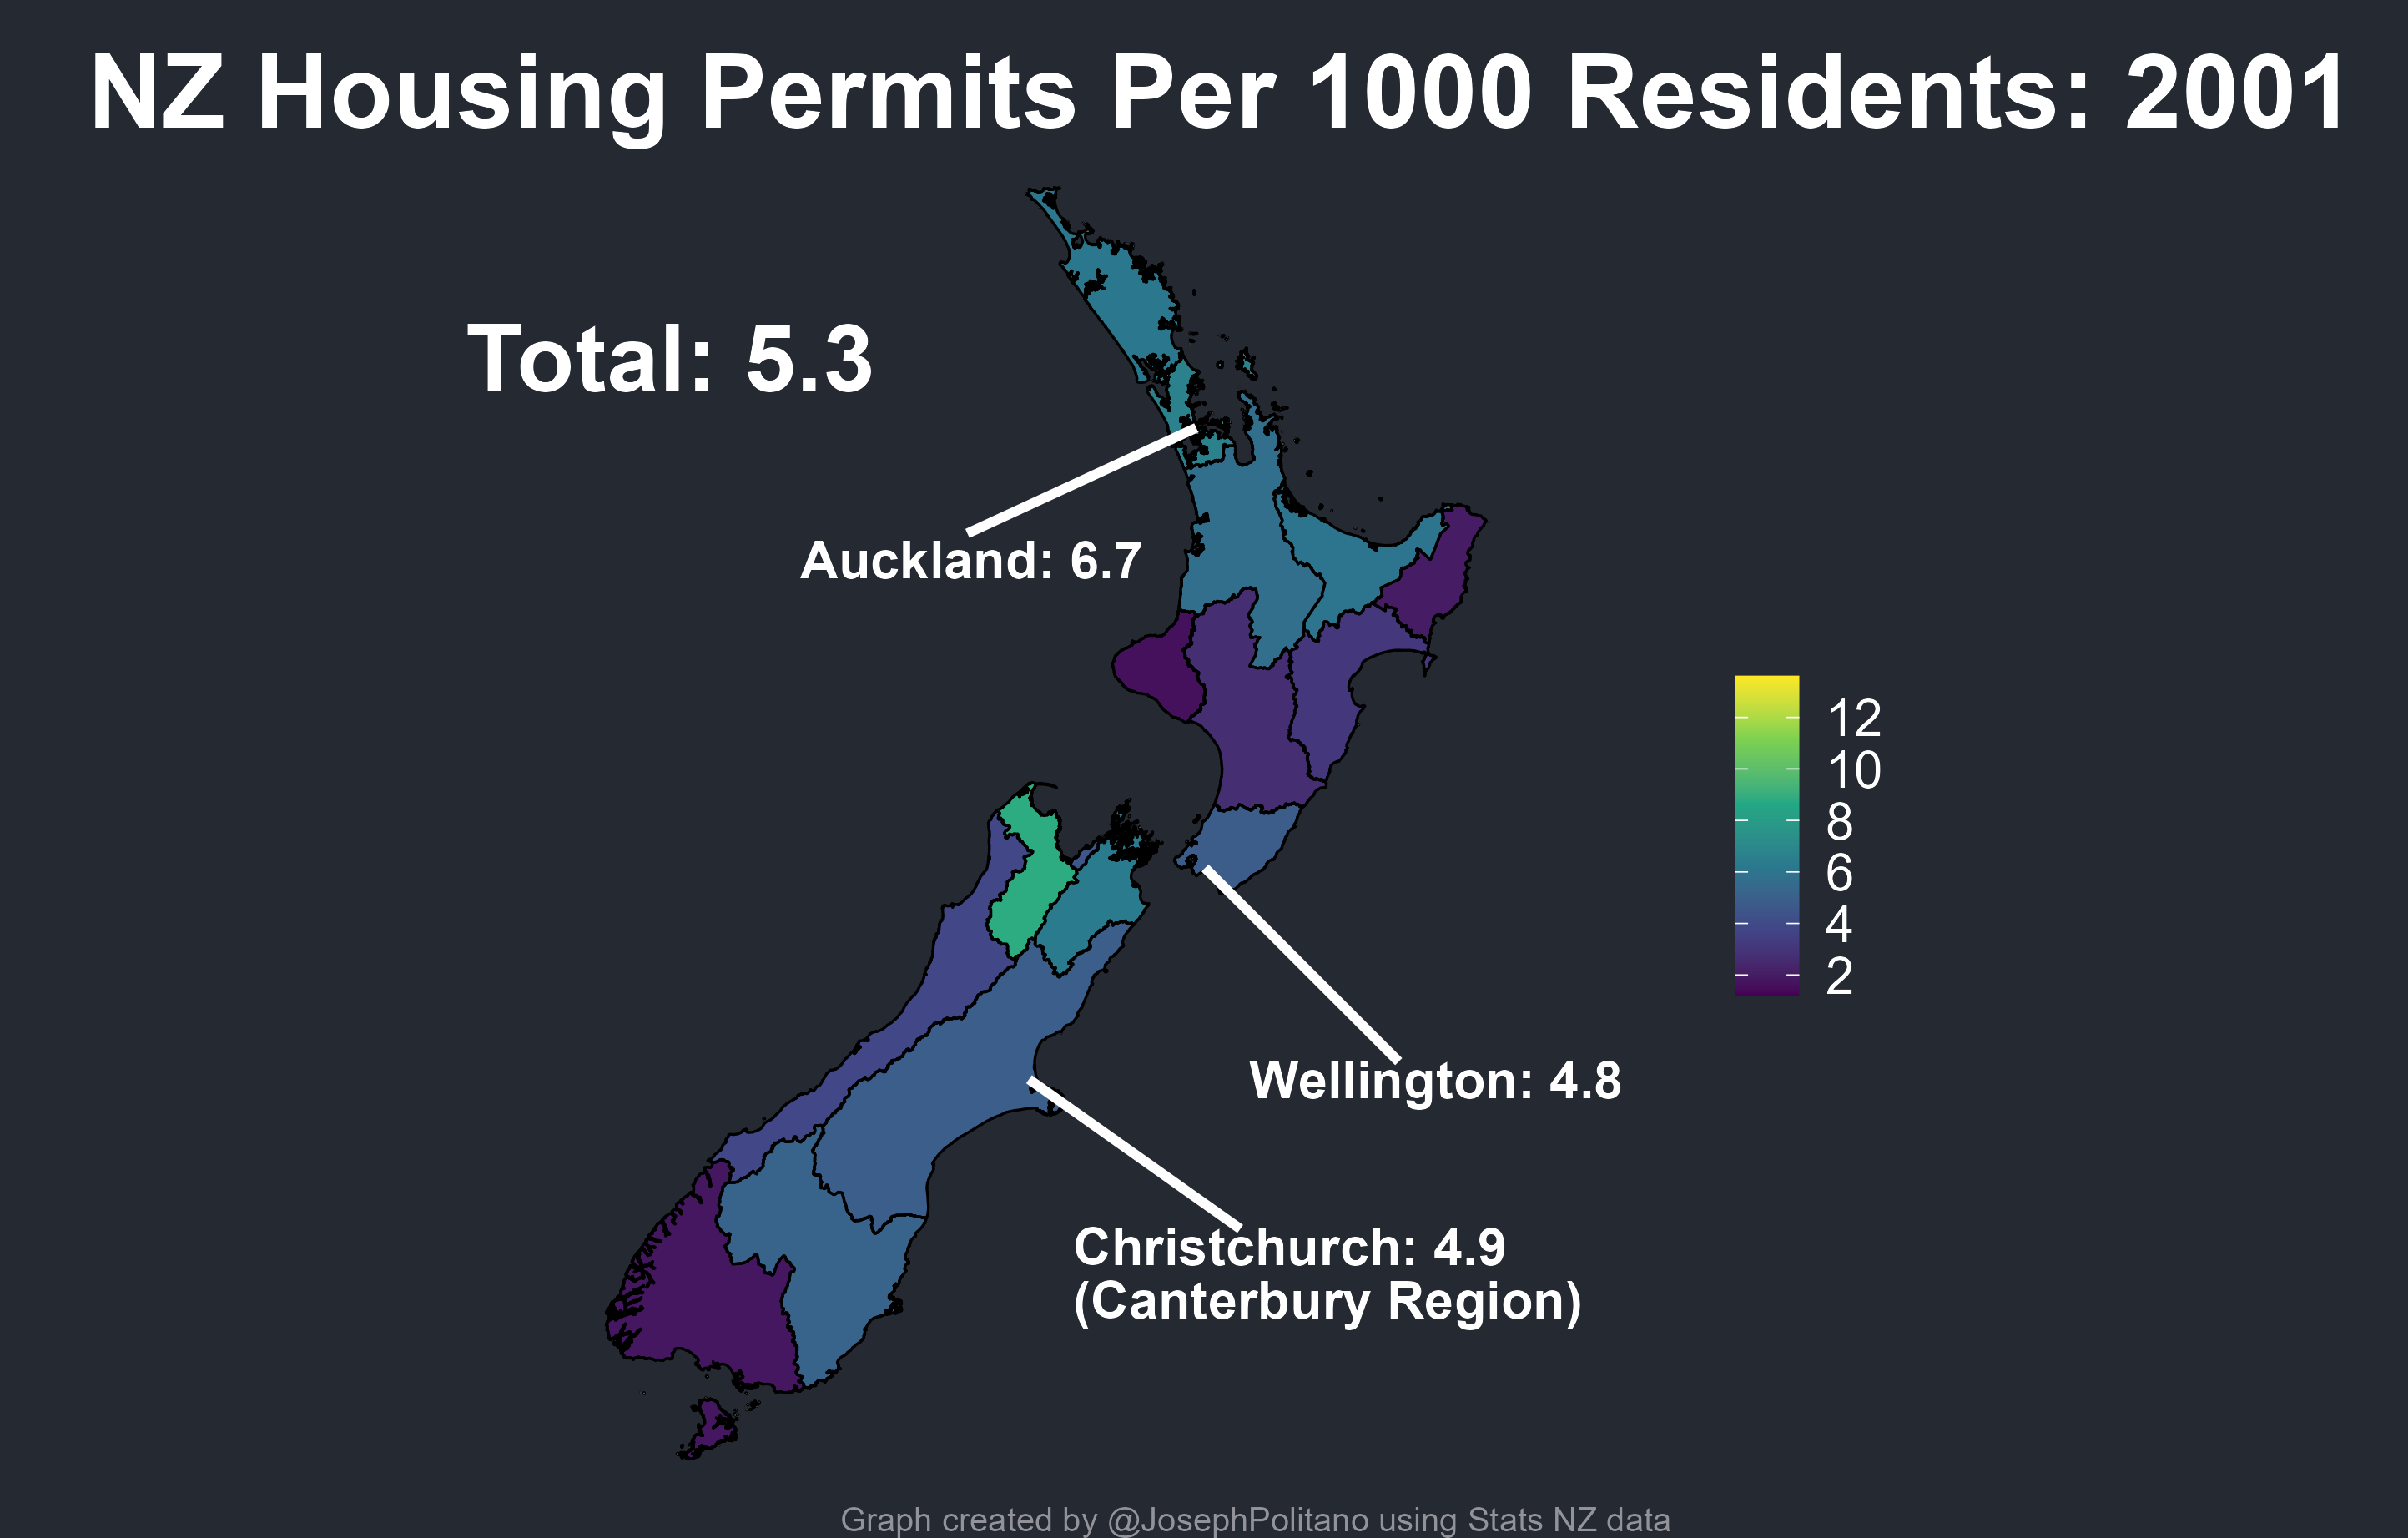 NZ Housing Permits Per 1000 Residents: 2001
Total: 5.3
Auckland: 6.7
12
10
8
6
4
2
Wellington: 4.8
Christchurch: 4.9
(Canterbury Region)
Graph created by @JosephPolitano using Stats NZ data